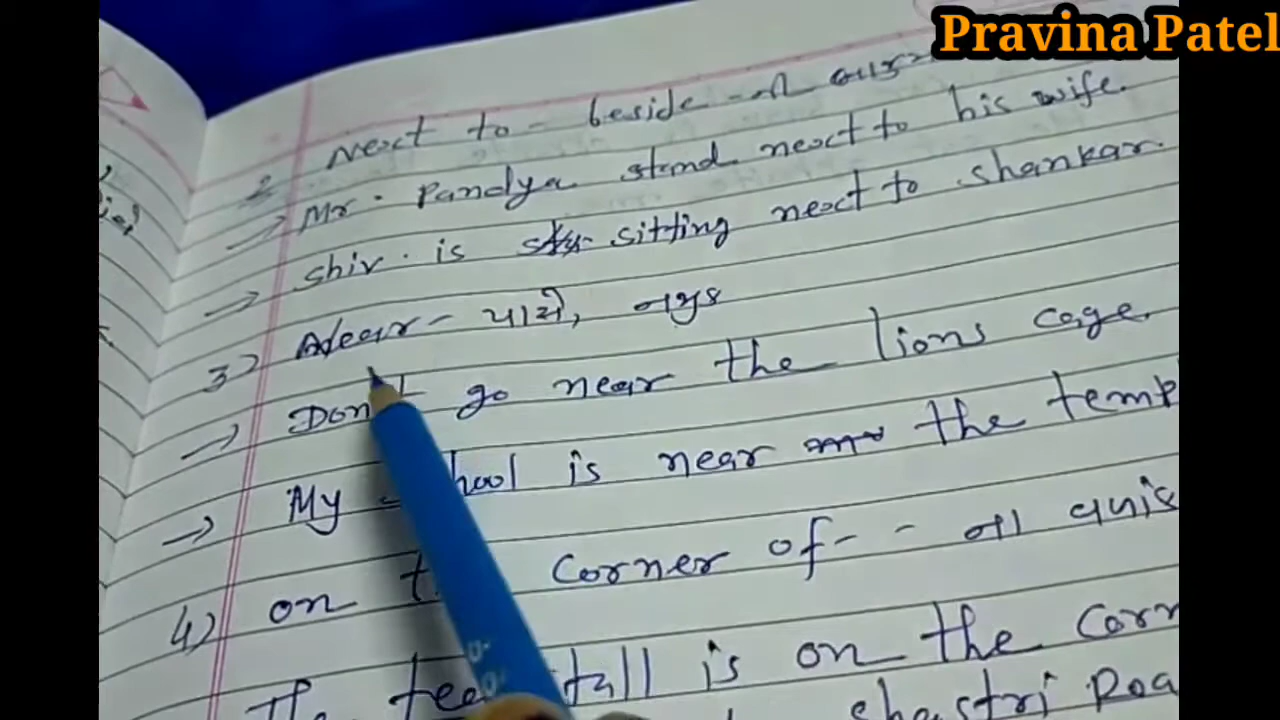 Pravina Patel
Next to - beside - ની
Mr. Pandya stand next to his wife.
Shiv. is sitting next to Shankar.
3) Near - પાસે, નજીક
Don't go near the lions cage.
My school is near the temp
4) on the corner of - - ના
The tea stall is on the corn
shastri Roa